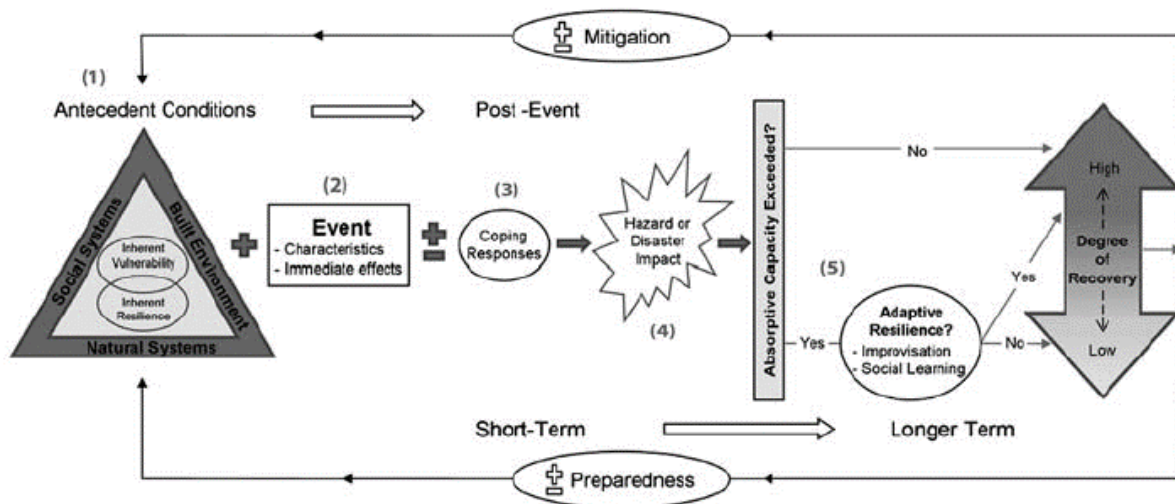 ± Mitigation
(1)
Antecedent Conditions
Post -Event
Social Systems
Built Environment
Natural Systems
Inherent
Vulnerability
Inherent
Resilience
+
(2)
Event
- Characteristics
- Immediate effects
±
(3)
Coping
Responses
Hazard or
Disaster
Impact
(4)
Absorptive Capacity Exceeded?
No
Yes
(5)
Adaptive
Resilience?
- Improvisation
- Social Learning
Yes
No
High
Degree
of
Recovery
Low
Short-Term
Longer Term
± Preparedness